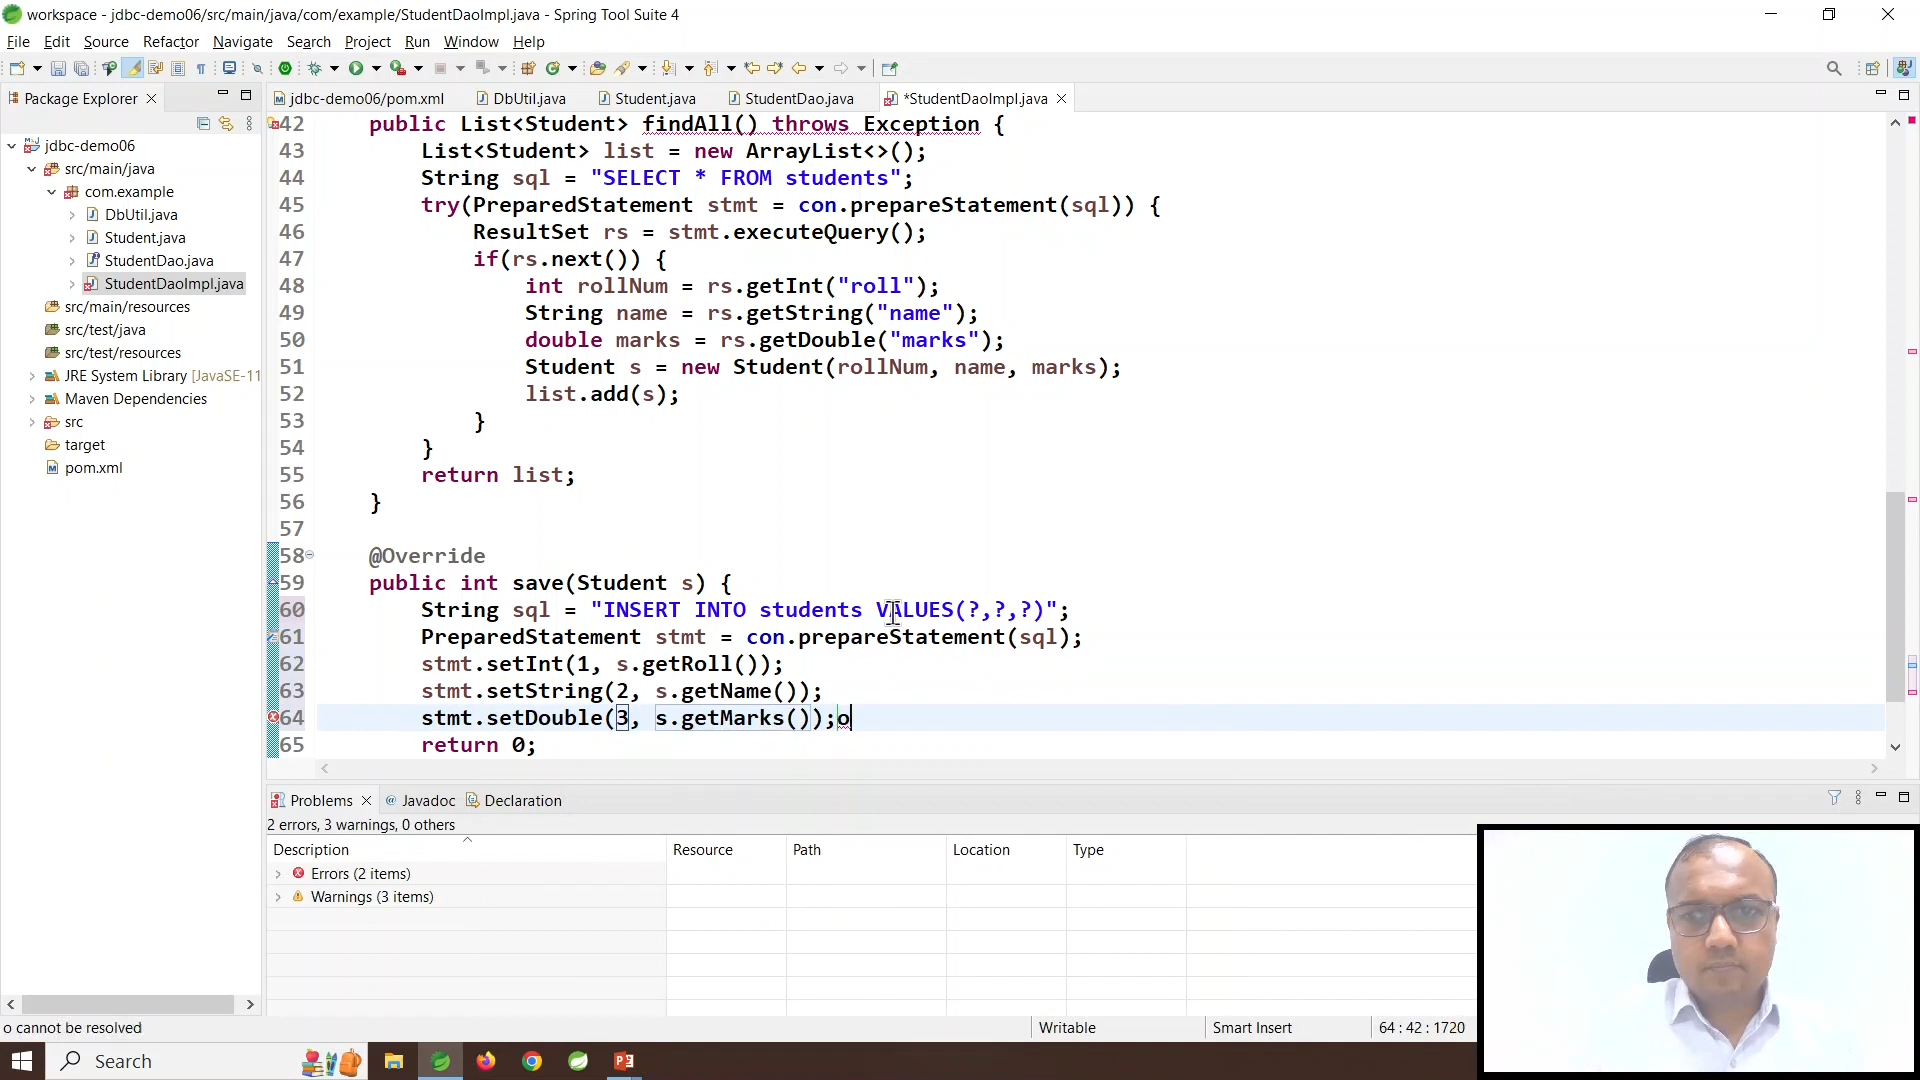 workspace - jdbc-demo06/src/main/java/com/example/StudentDaoImpl.java - Spring Tool Suite 4
File Edit Source Refactor Navigate Search Project Run Window Help
Package Explorer
jdbc-demo06/pom.xml DbUtil.java Student.java StudentDao.java *StudentDaoImpl.java
jdbc-demo06
src/main/java
com.example
DbUtil.java
Student.java
StudentDao.java
StudentDaoImpl.java
src/main/resources
src/test/java
src/test/resources
JRE System Library [JavaSE-11
Maven Dependencies
src
target
pom.xml
42 public List<Student> findAll() throws Exception {
43 List<Student> list = new ArrayList<>();
44 String sql = "SELECT * FROM students";
45 try(PreparedStatement stmt = con.prepareStatement(sql)) {
46 ResultSet rs = stmt.executeQuery();
47 if(rs.next()) {
48 int rollNum = rs.getInt("roll");
49 String name = rs.getString("name");
50 double marks = rs.getDouble("marks");
51 Student s = new Student(rollNum, name, marks);
52 list.add(s);
53 }
54 }
55 return list;
56 }
57
58 @Override
59 public int save(Student s) {
60 String sql = "INSERT INTO students VALUES(?,?,?)";
61 PreparedStatement stmt = con.prepareStatement(sql);
62 stmt.setInt(1, s.getRoll());
63 stmt.setString(2, s.getName());
64 stmt.setDouble(3, s.getMarks());o
65 return 0;
Problems Javadoc Declaration
2 errors, 3 warnings, 0 others
Description Resource Path Location Type
Errors (2 items)
Warnings (3 items)
o cannot be resolved Writable Smart Insert 64 : 42 : 1720
Search